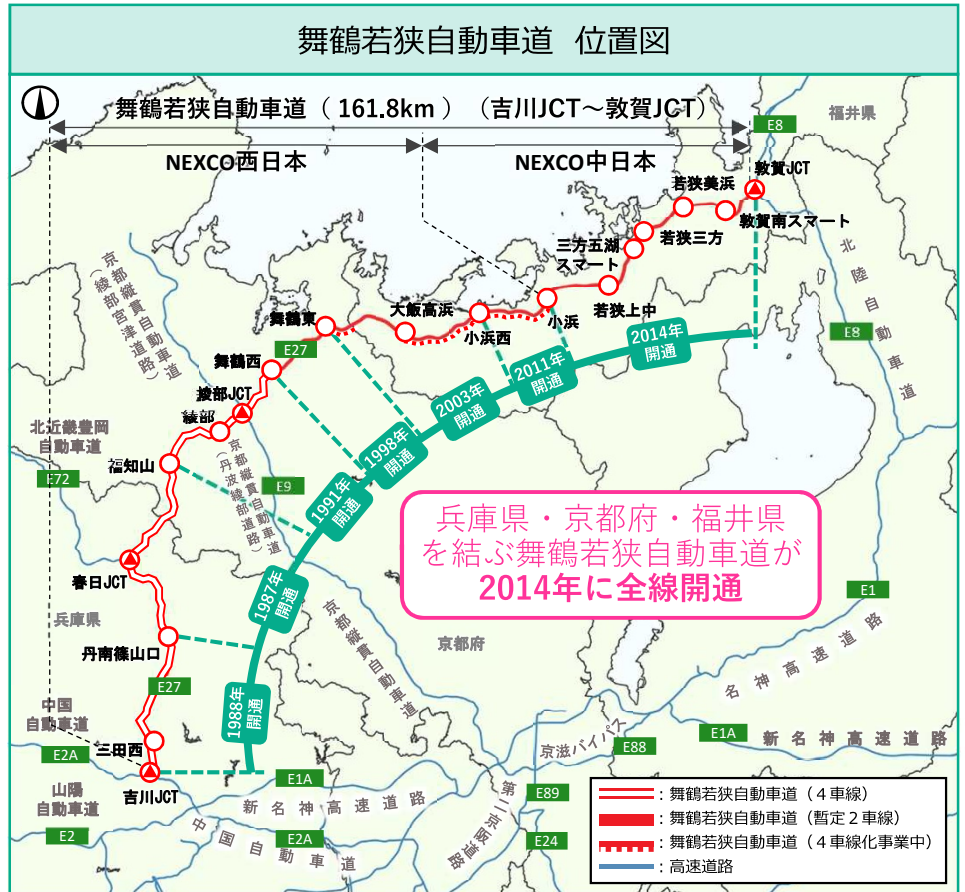 舞鶴若狭自動車道 位置図
舞鶴若狭自動車道（161.8km）（吉川JCT～敦賀JCT）
NEXCO西日本
NEXCO中日本
E8
福井県
敦賀JCT
若狭美浜
敦賀南スマート
若狭三方
三方五湖
スマート
若狭上中
小浜
小浜西
大飯高浜
舞鶴東
E27
舞鶴西
綾部JCT
綾部
京都縦貫自動車道
（綾部宮津道路）
北陸自動車道
E8
2014年
開通
2011年
開通
2003年
開通
1998年
開通
1991年
開通
1987年
開通
1988年
開通
北近畿豊岡
自動車道
福知山
E72
京都縦貫自動車道
（丹波綾部道路）
E9
兵庫県・京都府・福井県
を結ぶ舞鶴若狭自動車道が
2014年に全線開通
春日JCT
兵庫県
丹南篠山口
E27
京都縦貫自動車道
京都府
E1
名神高速道路
中国
自動車道
三田西
E2A
吉川JCT
山陽
自動車道
E2
E1A
新名神高速道路
E2A
中国自動車道
京滋バイパス
E88
E1A
新名神高速道路
第二京阪道路
E89
E24
：舞鶴若狭自動車道（４車線）
：舞鶴若狭自動車道（暫定２車線）
：舞鶴若狭自動車道（４車線化事業中）
：高速道路